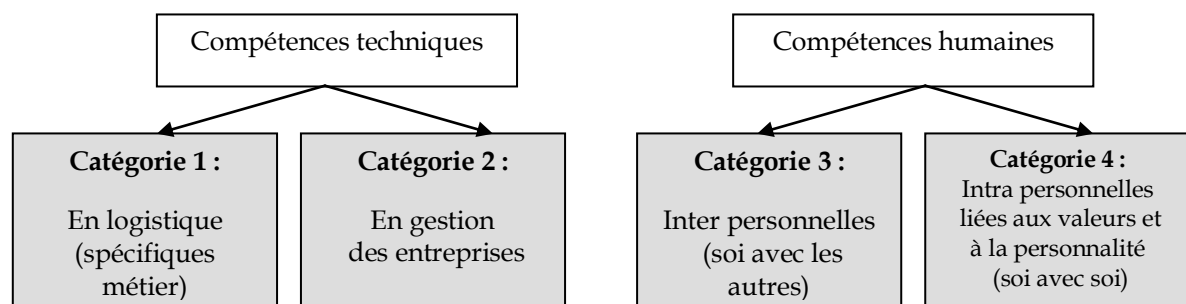 Compétences techniques
Compétences humaines
Catégorie 1 :
En logistique
(spécifiques
métier)
Catégorie 2 :
En gestion
des entreprises
Catégorie 3 :
Inter personnelles
(soi avec les
autres)
Catégorie 4 :
Intra personnelles
liées aux valeurs et
à la personnalité
(soi avec soi)